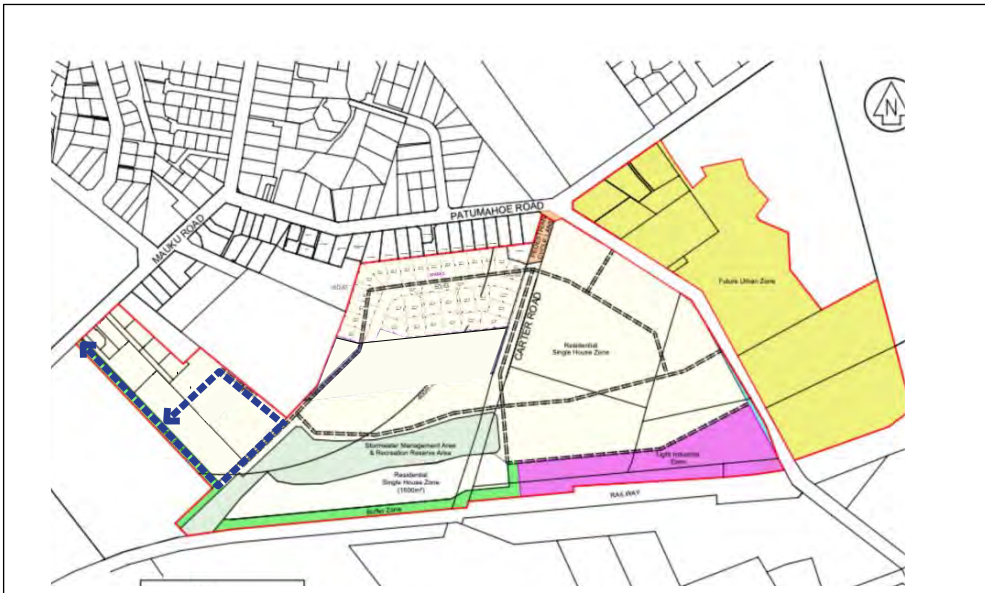 N
PATUMAHOE ROAD
MAUKU ROAD
Future Urban Zone
CARTER ROAD
Residential
Single House Zone
Stormwater Management Area
& Recreation Reserve Area
Light Industrial
Zone
Residential
Single House Zone
Buffer Zone
RAILWAY